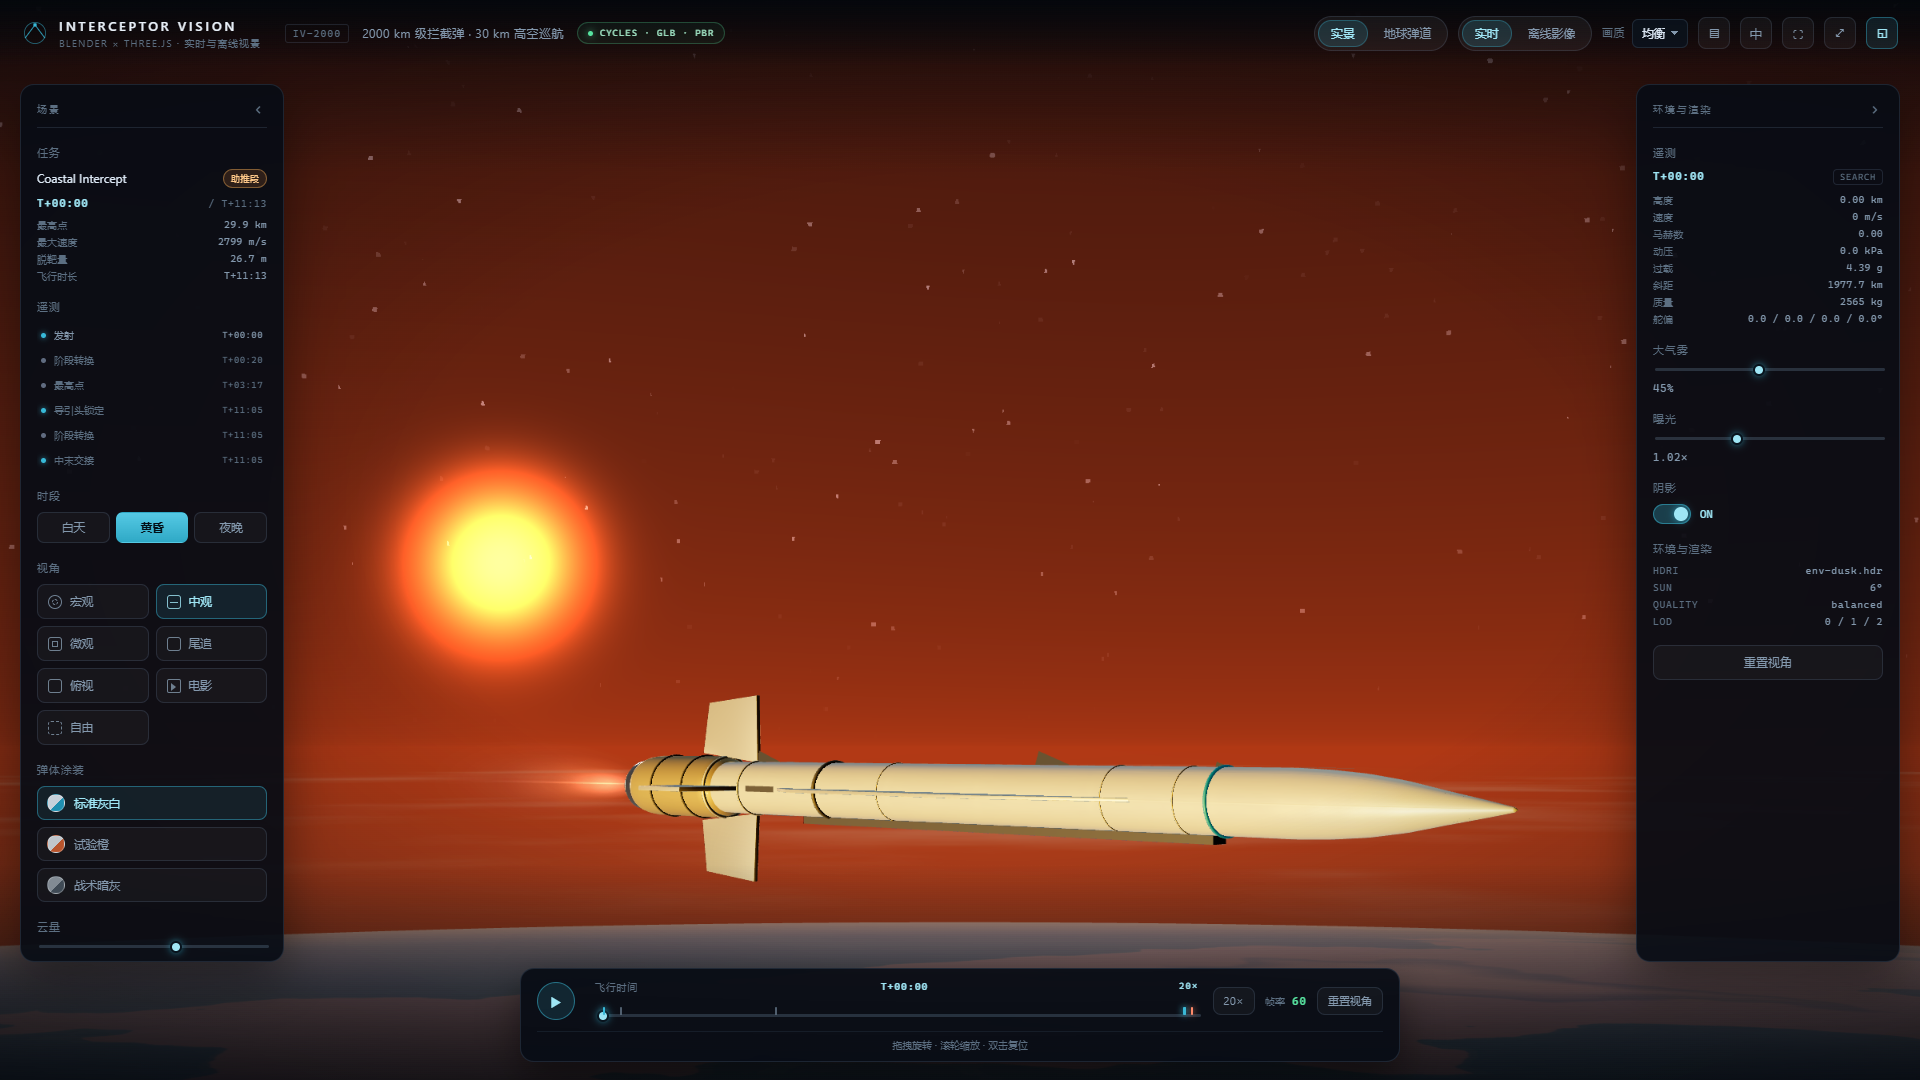 INTERCEPTOR VISION
BLENDER × THREE.JS · 实时与离线视景
IV-2000
2000 km 级拦截弹 · 30 km 高空巡航
CYCLES · GLB · PBR
实景
地球弹道
实时
离线影像
画质
均衡
中
场景
任务
Coastal Intercept
助推段
T+00:00
/ T+11:13
最高点
29.9 km
最大速度
2799 m/s
脱靶量
26.7 m
飞行时长
T+11:13
遥测
发射
T+00:00
阶段转换
T+00:20
最高点
T+03:17
导引头锁定
T+11:05
阶段转换
T+11:05
中末交接
T+11:05
时段
白天
黄昏
夜晚
视角
宏观
中观
微观
尾追
俯视
电影
自由
弹体涂装
标准灰白
试验橙
战术暗灰
云量
环境与渲染
遥测
T+00:00
SEARCH
高度
0.00 km
速度
0 m/s
马赫数
0.00
动压
0.0 kPa
过载
4.39 g
斜距
1977.7 km
质量
2565 kg
舵偏
0.0 / 0.0 / 0.0 / 0.0°
大气雾
45%
曝光
1.02×
阴影
ON
环境与渲染
HDRI
env-dusk.hdr
SUN
6°
QUALITY
balanced
LOD
0 / 1 / 2
重置视角
飞行时间
T+00:00
20×
20×
帧率 60
重置视角
拖拽旋转 · 滚轮缩放 · 双击复位